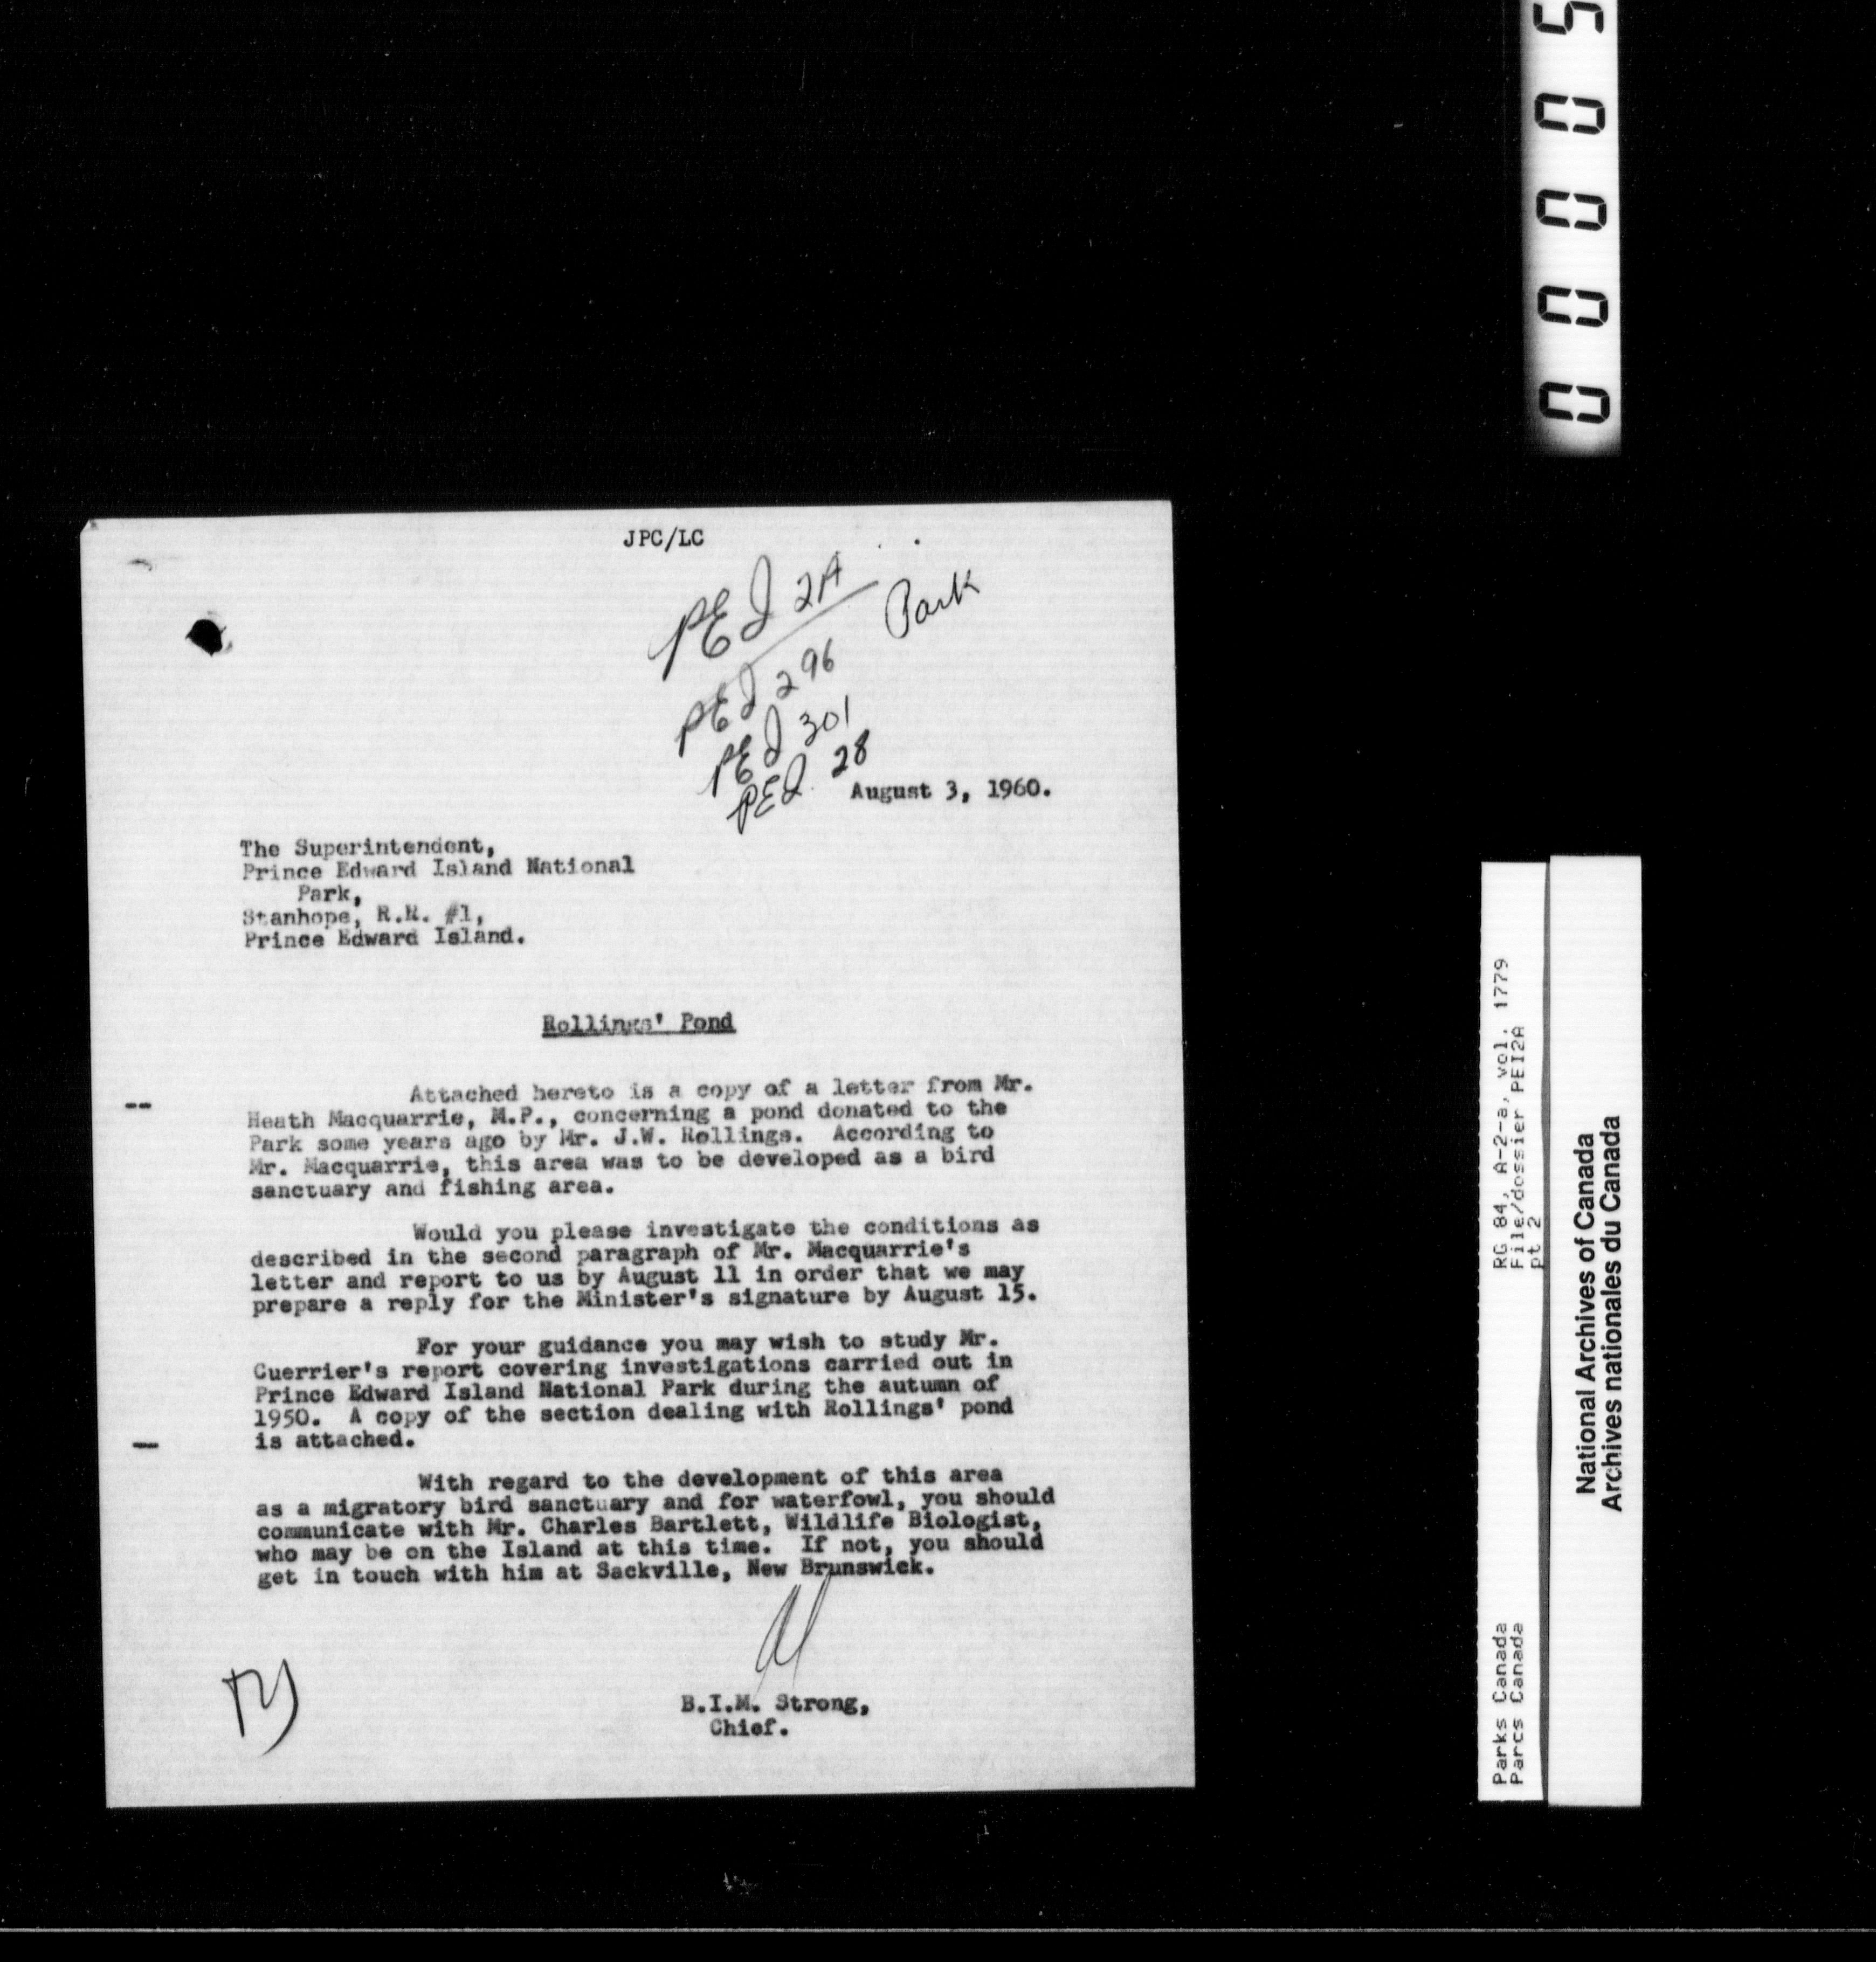 JPC/LC
PEI 2A
Park
PEI 296
PEI 301
PEI 28
August 3, 1960.
The Superintendent,
Prince Edward Island National
Park,
Stanhope, R.R. #1,
Prince Edward Island.
Rollings' Pond
Attached hereto is a copy of a letter from Mr.
Heath Macquarrie, M.P., concerning a pond donated to the
Park some years ago by Mr. J.W. Rollings. According to
Mr. Macquarrie, this area was to be developed as a bird
sanctuary and fishing area.
Would you please investigate the conditions as
described in the second paragraph of Mr. Macquarrie's
letter and report to us by August 11 in order that we may
prepare a reply for the Minister's signature by August 15.
For your guidance you may wish to study Mr.
Cuerrier's report covering investigations carried out in
Prince Edward Island National Park during the autumn of
1950. A copy of the section dealing with Rollings' pond
is attached.
With regard to the development of this area
as a migratory bird sanctuary and for waterfowl, you should
communicate with Mr. Charles Bartlett, Wildlife Biologist,
who may be on the Island at this time. If not, you should
get in touch with him at Sackville, New Brunswick.
B.I.M. Strong,
Chief.
00005
Parks Canada RG 84, A-2-a, vol. 1779
Parcs Canada File/dossier PEI2A
pt 2
National Archives of Canada
Archives nationales du Canada